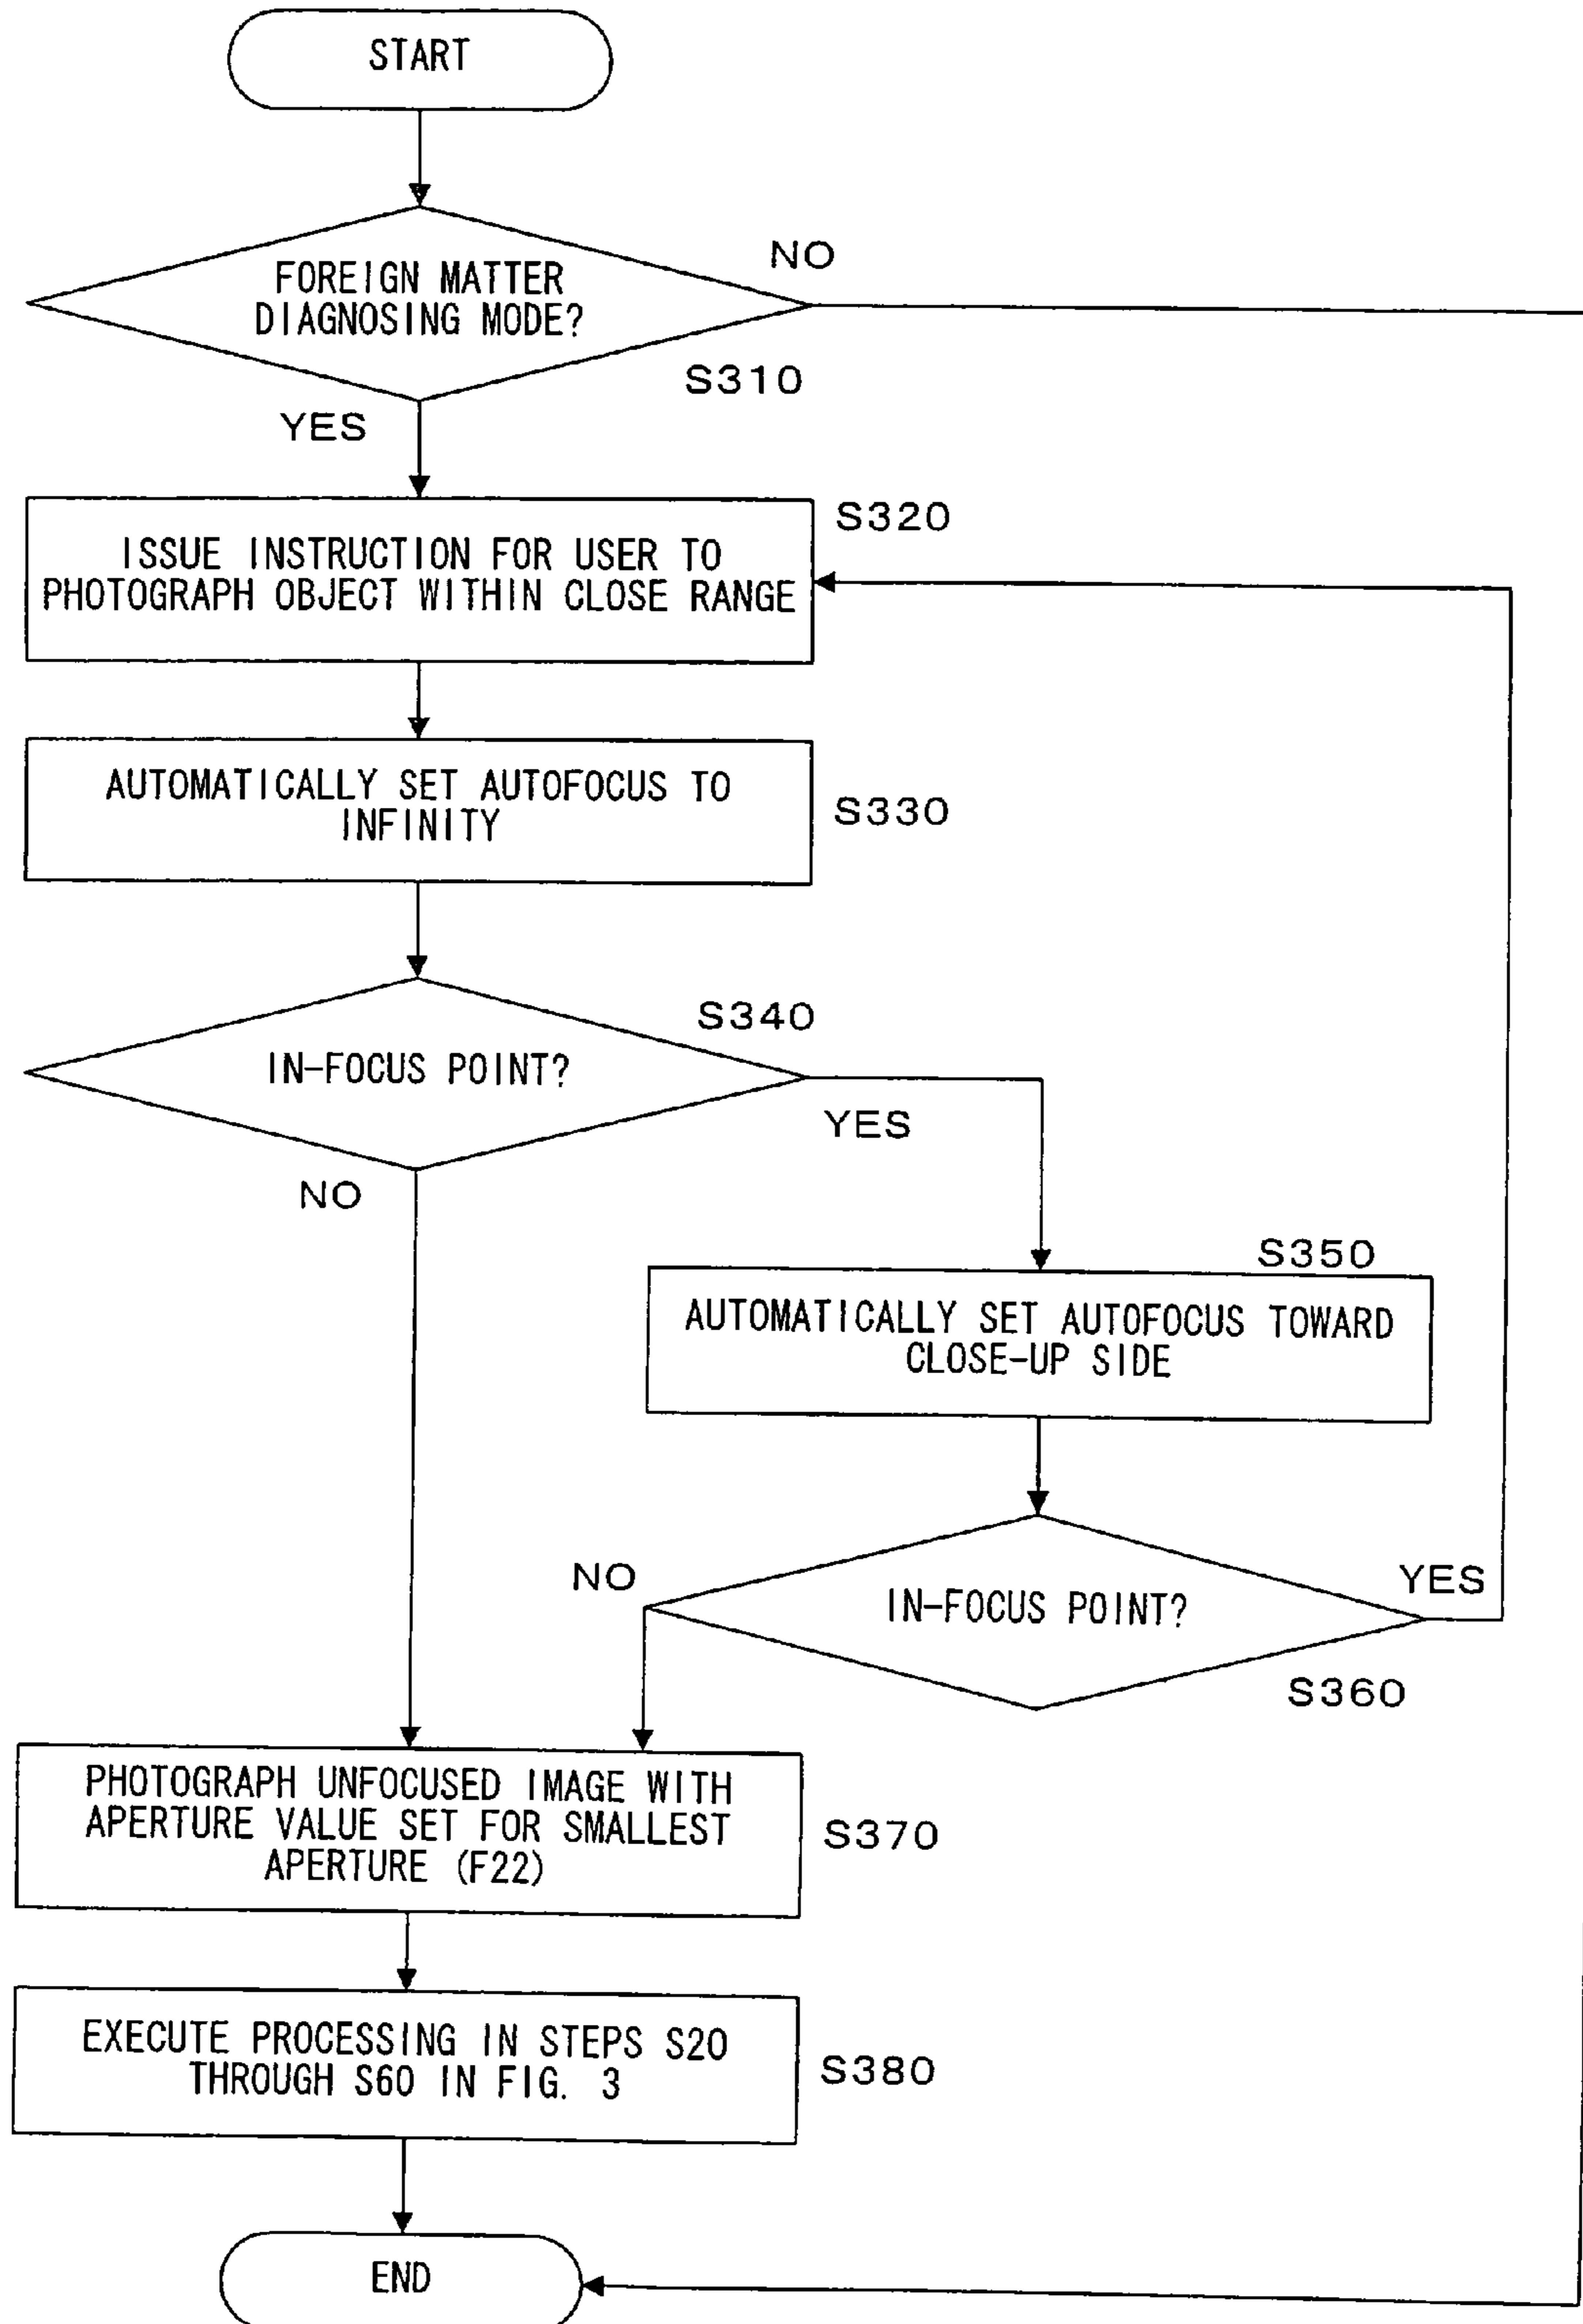 START
FOREIGN MATTER
DIAGNOSING MODE?
NO
S310
YES
S320
ISSUE INSTRUCTION FOR USER TO
PHOTOGRAPH OBJECT WITHIN CLOSE RANGE
AUTOMATICALLY SET AUTOFOCUS TO
INFINITY
S330
S340
IN-FOCUS POINT?
YES
NO
S350
AUTOMATICALLY SET AUTOFOCUS TOWARD
CLOSE-UP SIDE
NO
YES
IN-FOCUS POINT?
S360
PHOTOGRAPH UNFOCUSED IMAGE WITH
APERTURE VALUE SET FOR SMALLEST
APERTURE (F22)
S370
EXECUTE PROCESSING IN STEPS S20
THROUGH S60 IN FIG. 3
S380
END